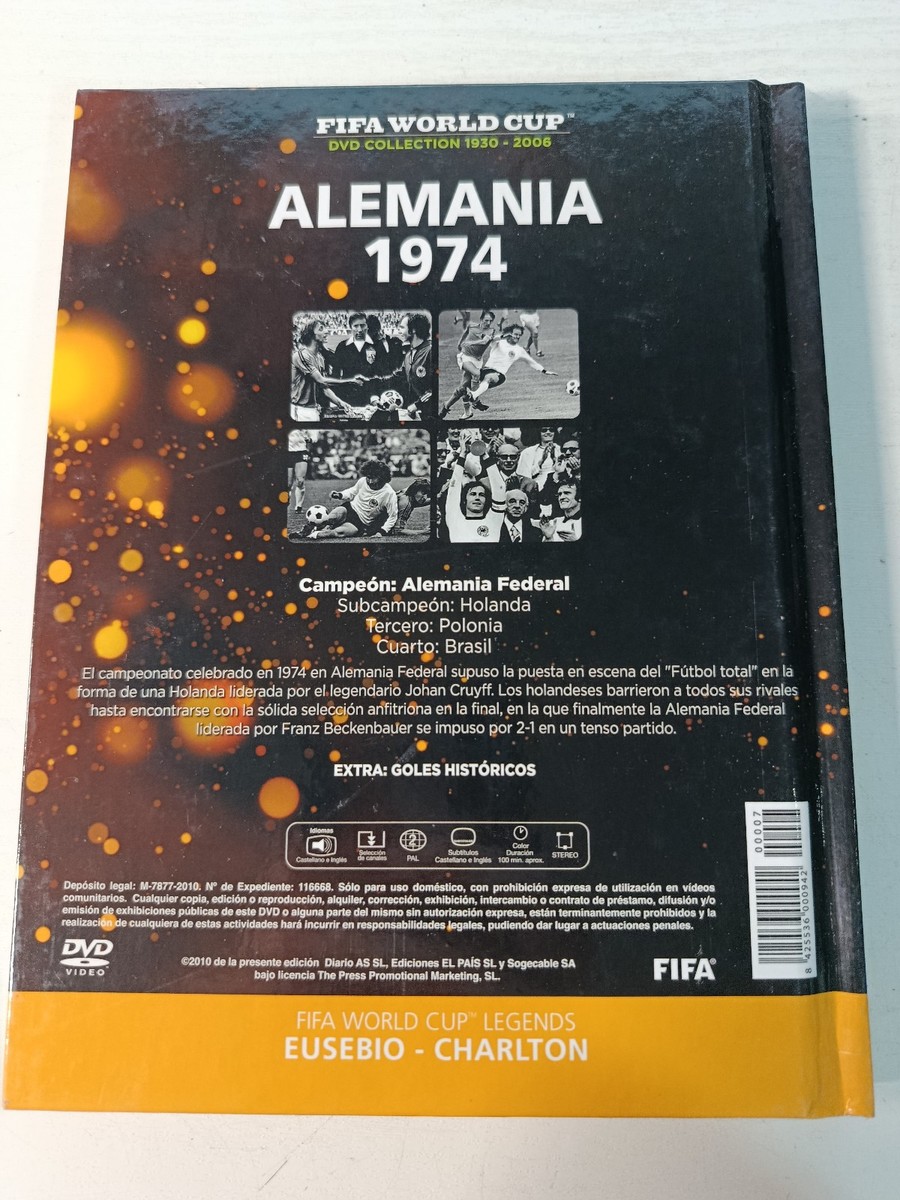 FIFA WORLD CUP™
DVD COLLECTION 1930 - 2006
ALEMANIA
1974
Campeón: Alemania Federal
Subcampeón: Holanda
Tercero: Polonia
Cuarto: Brasil
El campeonato celebrado en 1974 en Alemania Federal supuso la puesta en escena del "Fútbol total" en la
forma de una Holanda liderada por el legendario Johan Cruyff. Los holandeses barrieron a todos sus rivales
hasta encontrarse con la sólida selección anfitriona en la final, en la que finalmente la Alemania Federal
liderada por Franz Beckenbauer se impuso por 2-1 en un tenso partido.
EXTRA: GOLES HISTÓRICOS
Idiomas
Castellano e Inglés
Selección
de canales
2
PAL
Subtítulos
Castellano e Inglés
Color
Duración
100 min. aprox.
STEREO
Depósito legal: M-7877-2010. Nº de Expediente: 116668. Sólo para uso doméstico, con prohibición expresa de utilización en vídeos
comunitarios. Cualquier copia, edición o reproducción, alquiler, corrección, exhibición, intercambio o contrato de préstamo, difusión y/o
emisión de exhibiciones públicas de este DVD o alguna parte del mismo sin autorización expresa, están terminantemente prohibidos y la
realización de cualquiera de estas actividades hará incurrir en responsabilidades legales, pudiendo dar lugar a actuaciones penales.
DVD
VIDEO
©2010 de la presente edición Diario AS SL, Ediciones EL PAÍS SL y Sogecable SA
bajo licencia The Press Promotional Marketing, SL.
FIFA®
00007
8 425536 000942
FIFA WORLD CUP™ LEGENDS
EUSEBIO - CHARLTON